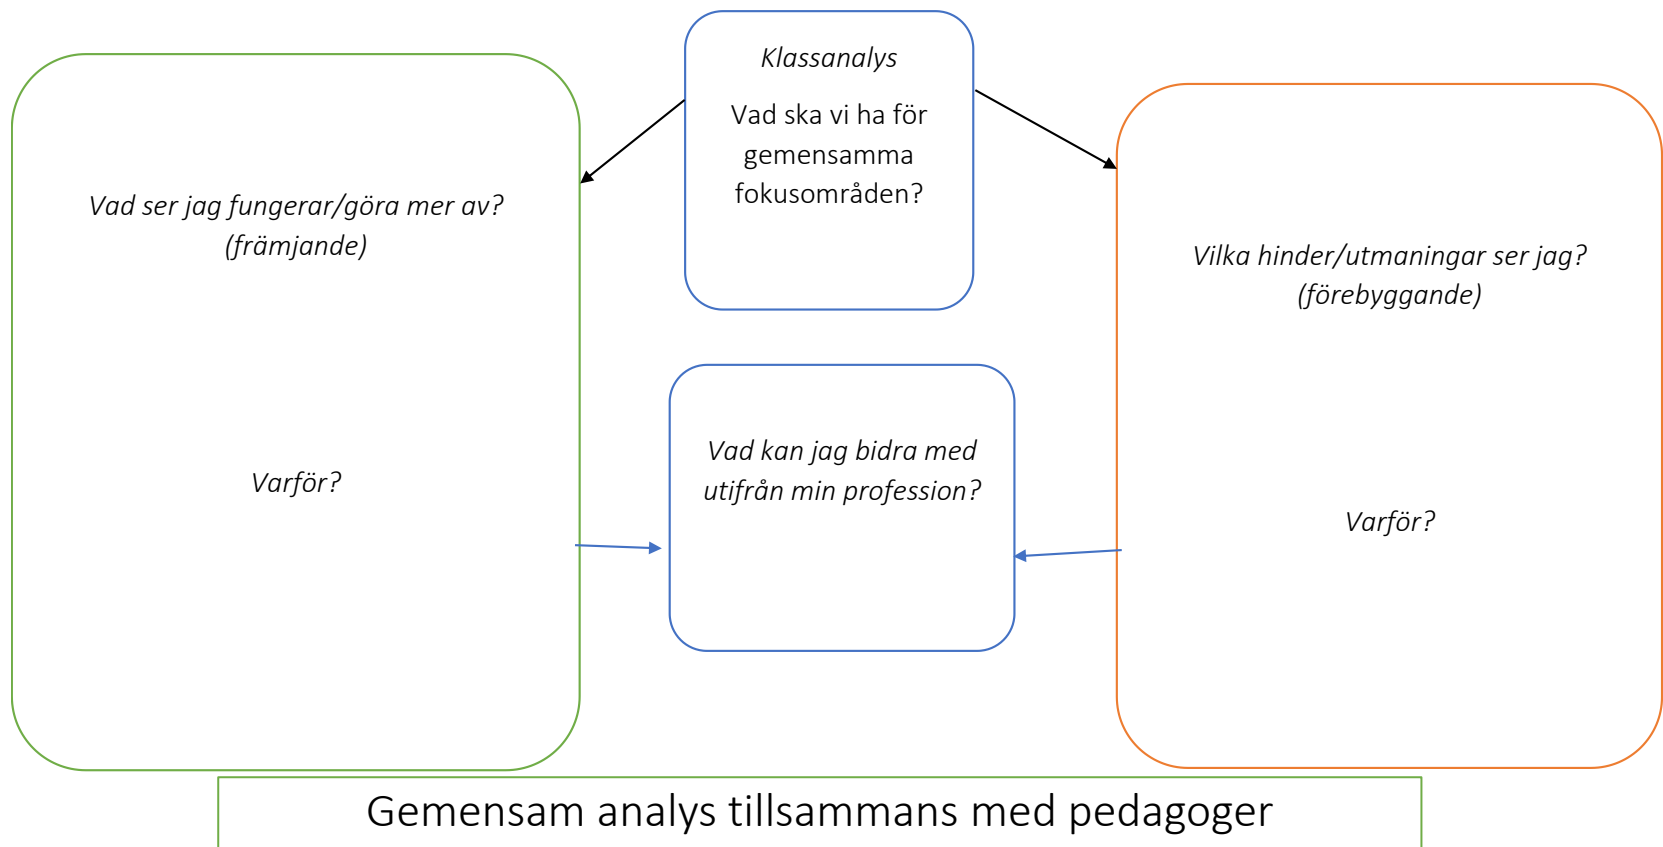 Klassanalys
Vad ska vi ha för
gemensamma
fokusområden?
Vad ser jag fungerar/göra mer av?
(främjande)
Varför?
Vilka hinder/utmaningar ser jag?
(förebyggande)
Varför?
Vad kan jag bidra med
utifrån min profession?
Gemensam analys tillsammans med pedagoger